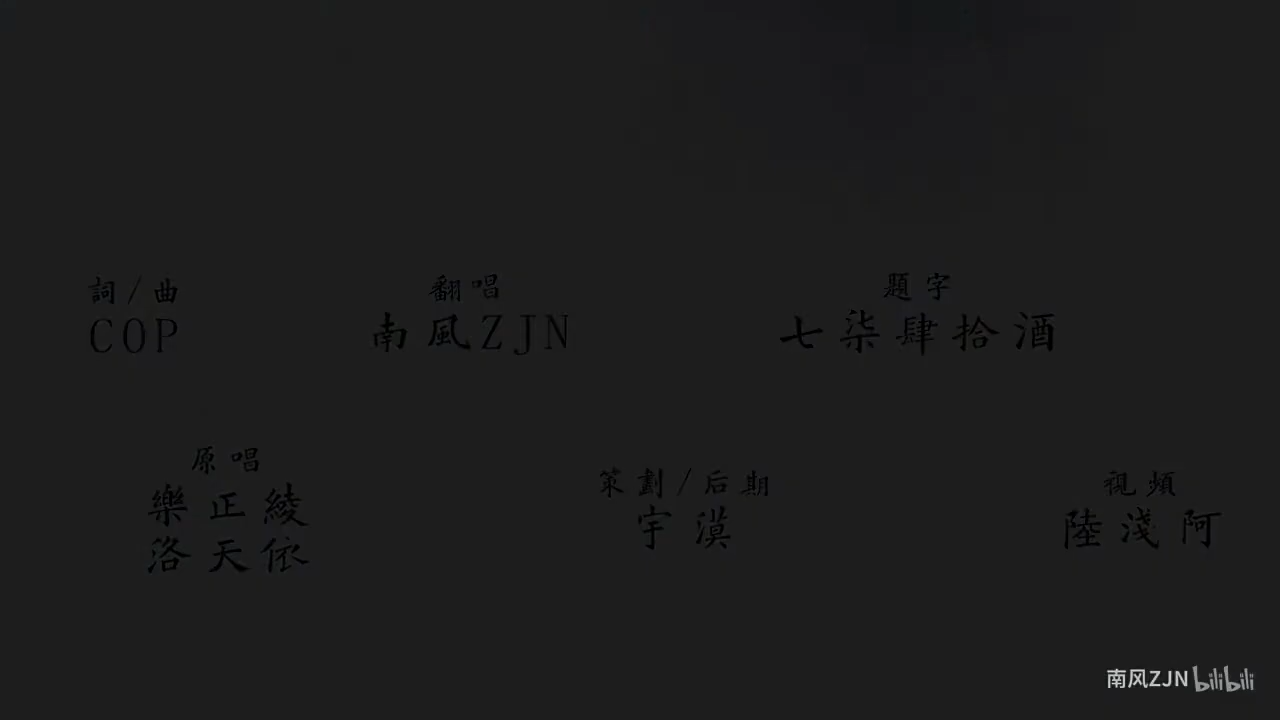 詞/曲
COP
翻唱
南風ZJN
題字
七柒肆拾酒
原唱
樂正綾
洛天依
策劃/后期
宇漠
視頻
陸淺阿
南风ZJN bilibili